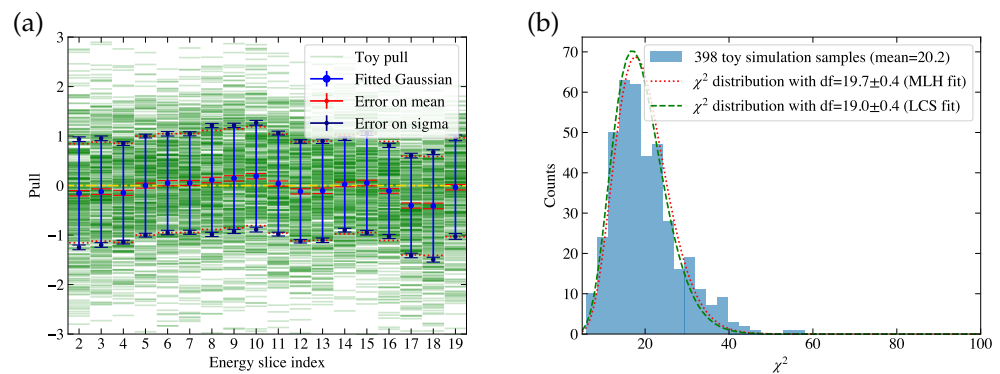 (a)
3
2
1
0
−1
−2
−3
Pull
Toy pull
Fitted Gaussian
Error on mean
Error on sigma
2 3 4 5 6 7 8 9 10 11 12 13 14 15 16 17 18 19
Energy slice index
(b)
70
60
50
40
30
20
10
0
Counts
398 toy simulation samples (mean=20.2)
χ² distribution with df=19.7±0.4 (MLH fit)
χ² distribution with df=19.0±0.4 (LCS fit)
20 40 60 80 100
χ²